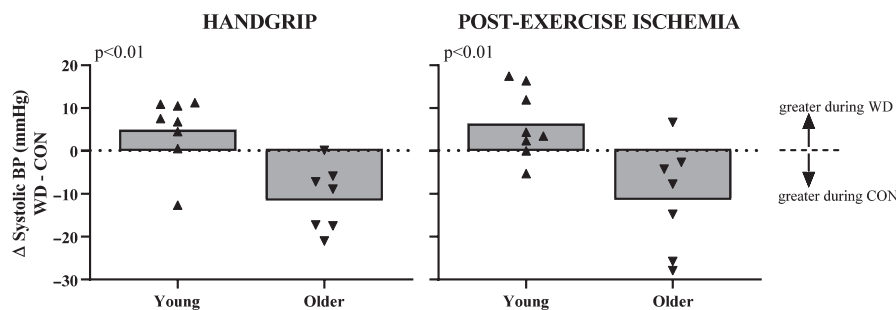 HANDGRIP
POST-EXERCISE ISCHEMIA
p<0.01
p<0.01
Δ Systolic BP (mmHg)
WD - CON
20
10
0
−10
−20
−30
Young
Older
Young
Older
greater during WD
greater during CON